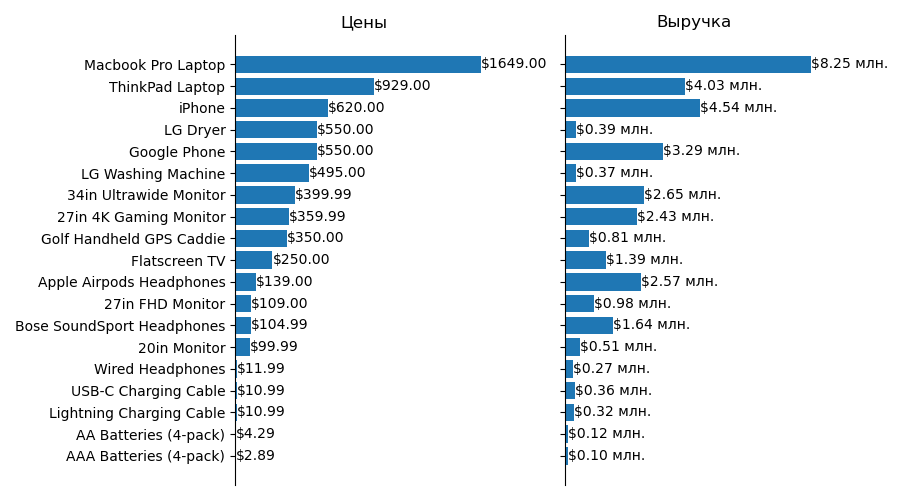 Цены Выручка
Macbook Pro Laptop $1649.00 $8.25 млн.
ThinkPad Laptop $929.00 $4.03 млн.
iPhone $620.00 $4.54 млн.
LG Dryer $550.00 $0.39 млн.
Google Phone $550.00 $3.29 млн.
LG Washing Machine $495.00 $0.37 млн.
34in Ultrawide Monitor $399.99 $2.65 млн.
27in 4K Gaming Monitor $359.99 $2.43 млн.
Golf Handheld GPS Caddie $350.00 $0.81 млн.
Flatscreen TV $250.00 $1.39 млн.
Apple Airpods Headphones $139.00 $2.57 млн.
27in FHD Monitor $109.00 $0.98 млн.
Bose SoundSport Headphones $104.99 $1.64 млн.
20in Monitor $99.99 $0.51 млн.
Wired Headphones $11.99 $0.27 млн.
USB-C Charging Cable $10.99 $0.36 млн.
Lightning Charging Cable $10.99 $0.32 млн.
AA Batteries (4-pack) $4.29 $0.12 млн.
AAA Batteries (4-pack) $2.89 $0.10 млн.